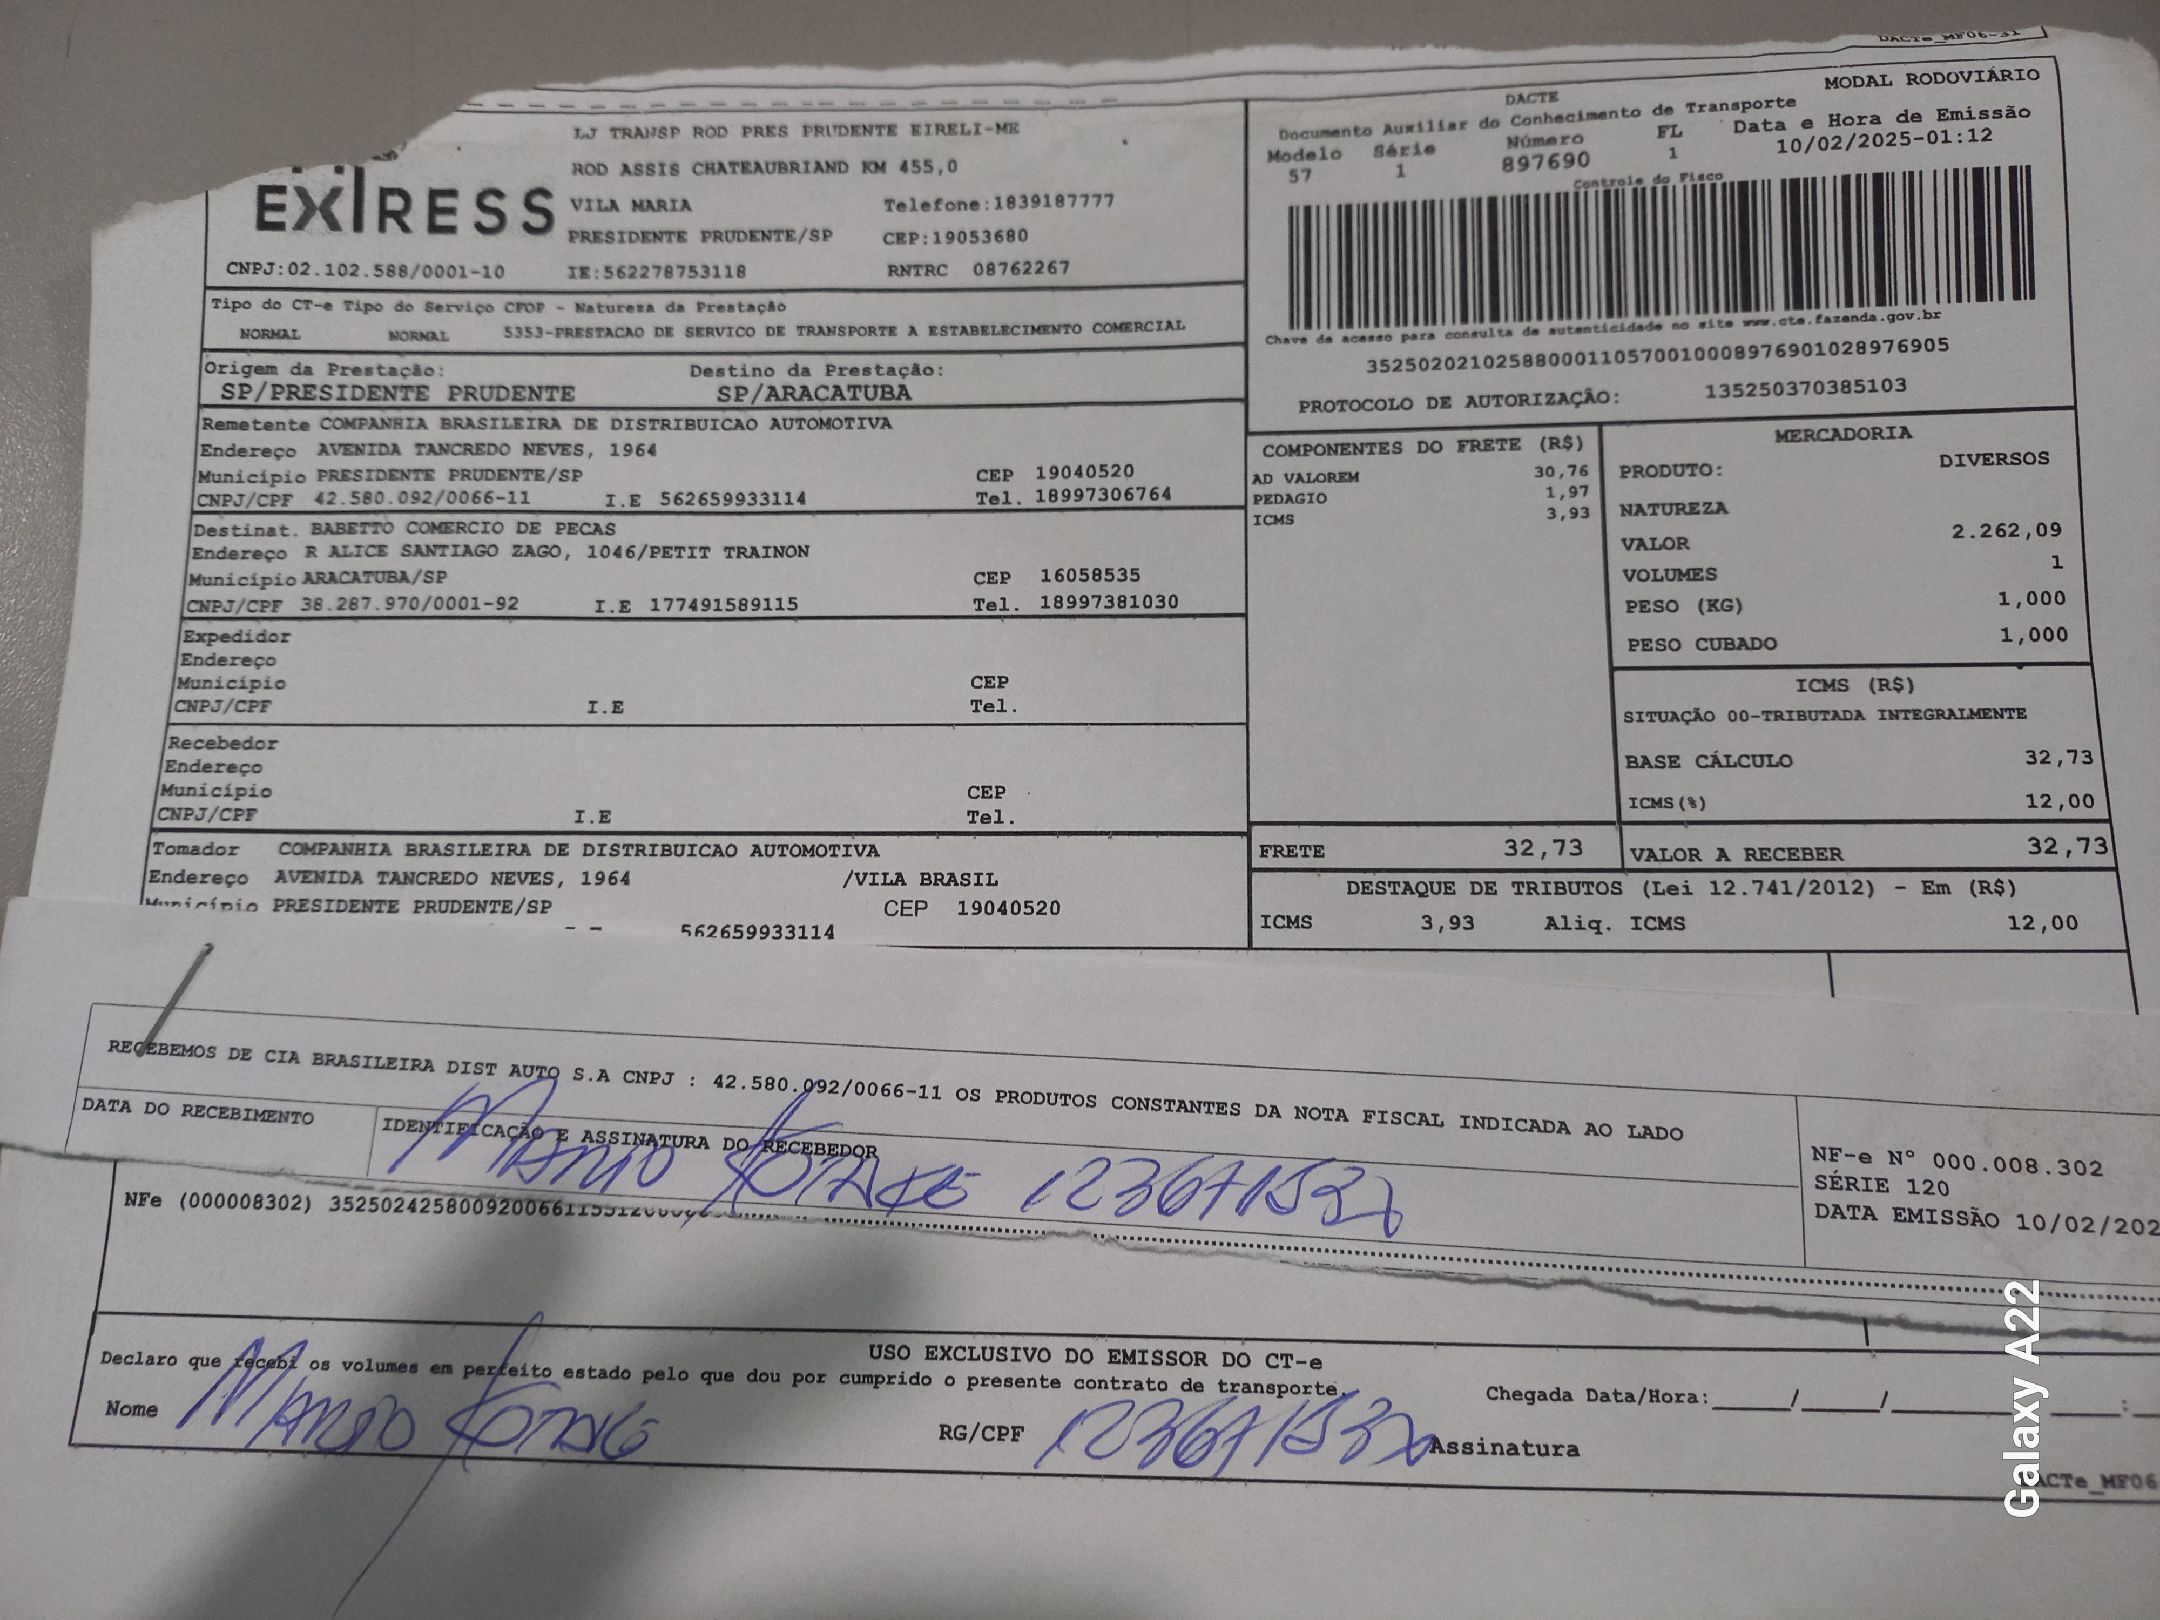 DACTe_MF06-31
EXPRESS
LJ TRANSP ROD PRES PRUDENTE EIRELI-ME
ROD ASSIS CHATEAUBRIAND KM 455,0
VILA MARIA Telefone:1839187777
PRESIDENTE PRUDENTE/SP CEP:19053680
CNPJ:02.102.588/0001-10 IE:562278753118 RNTRC 08762267
MODAL RODOVIÁRIO
DACTE
Documento Auxiliar do Conhecimento de Transporte
Modelo Série Número FL Data e Hora de Emissão
57 1 897690 1 10/02/2025-01:12
Controle do Fisco
Chave de acesso para consulta de autenticidade no site www.cte.fazenda.gov.br
35250202102588000110570010008976901028976905
PROTOCOLO DE AUTORIZAÇÃO: 135250370385103
Tipo do CT-e Tipo do Serviço CFOP - Natureza da Prestação
NORMAL NORMAL 5353-PRESTACAO DE SERVICO DE TRANSPORTE A ESTABELECIMENTO COMERCIAL
Origem da Prestação: Destino da Prestação:
SP/PRESIDENTE PRUDENTE SP/ARACATUBA
Remetente COMPANHIA BRASILEIRA DE DISTRIBUICAO AUTOMOTIVA
Endereço AVENIDA TANCREDO NEVES, 1964
Município PRESIDENTE PRUDENTE/SP CEP 19040520
CNPJ/CPF 42.580.092/0066-11 I.E 562659933114 Tel. 18997306764
Destinat. BABETTO COMERCIO DE PECAS
Endereço R ALICE SANTIAGO ZAGO, 1046/PETIT TRAINON
Município ARACATUBA/SP CEP 16058535
CNPJ/CPF 38.287.970/0001-92 I.E 177491589115 Tel. 18997381030
Expedidor
Endereço
Município CEP
CNPJ/CPF I.E Tel.
Recebedor
Endereço
Município CEP
CNPJ/CPF I.E Tel.
Tomador COMPANHIA BRASILEIRA DE DISTRIBUICAO AUTOMOTIVA
Endereço AVENIDA TANCREDO NEVES, 1964 /VILA BRASIL
Município PRESIDENTE PRUDENTE/SP CEP 19040520
562659933114
COMPONENTES DO FRETE (R$)
AD VALOREM 30,76
PEDAGIO 1,97
ICMS 3,93
MERCADORIA
PRODUTO: DIVERSOS
NATUREZA
VALOR 2.262,09
VOLUMES 1
PESO (KG) 1,000
PESO CUBADO 1,000
ICMS (R$)
SITUAÇÃO 00-TRIBUTADA INTEGRALMENTE
BASE CÁLCULO 32,73
ICMS(%) 12,00
FRETE 32,73 VALOR A RECEBER 32,73
DESTAQUE DE TRIBUTOS (Lei 12.741/2012) - Em (R$)
ICMS 3,93 Aliq. ICMS 12,00
RECEBEMOS DE CIA BRASILEIRA DIST AUTO S.A CNPJ : 42.580.092/0066-11 OS PRODUTOS CONSTANTES DA NOTA FISCAL INDICADA AO LADO
DATA DO RECEBIMENTO IDENTIFICAÇÃO E ASSINATURA DO RECEBEDOR
NF-e Nº 000.008.302
SÉRIE 120
DATA EMISSÃO 10/02/202
NFe (000008302) 352502425800920066115512
USO EXCLUSIVO DO EMISSOR DO CT-e
Declaro que recebi os volumes em perfeito estado pelo que dou por cumprido o presente contrato de transporte.
Chegada Data/Hora:_____/_____/_______ ____:__
Nome RG/CPF Assinatura
ACTe_MF06
Galaxy A22